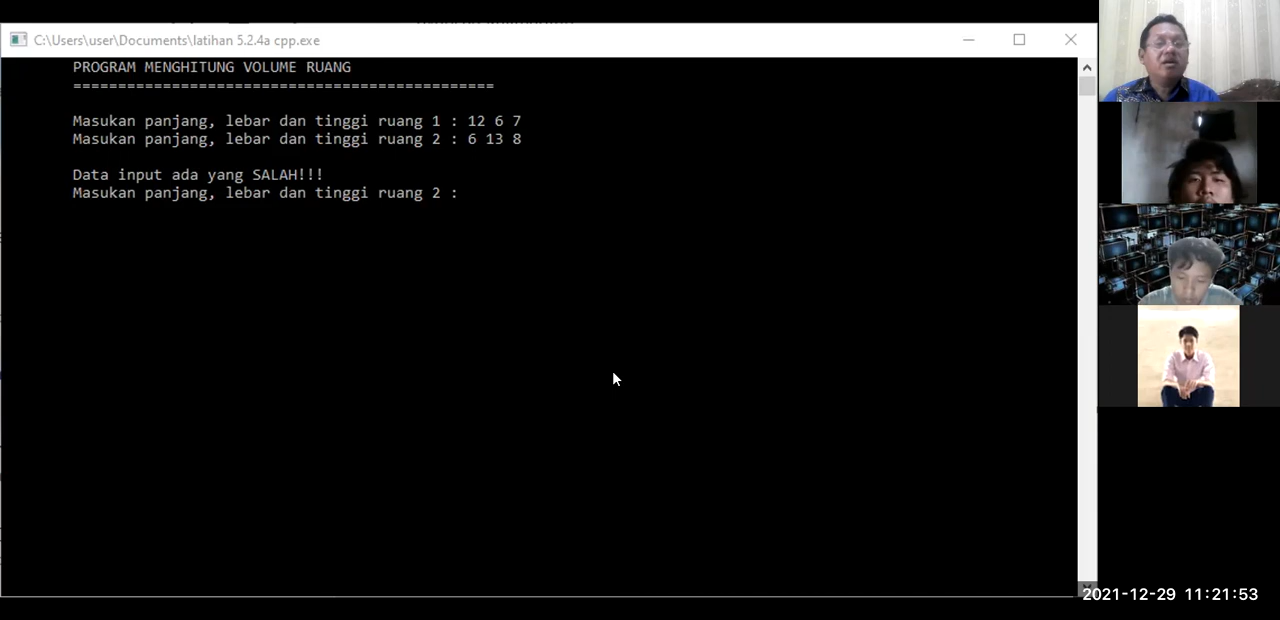 C:\Users\user\Documents\latihan 5.2.4a cpp.exe
PROGRAM MENGHITUNG VOLUME RUANG
===============================================
Masukan panjang, lebar dan tinggi ruang 1 : 12 6 7
Masukan panjang, lebar dan tinggi ruang 2 : 6 13 8
Data input ada yang SALAH!!!
Masukan panjang, lebar dan tinggi ruang 2 :
2021-12-29 11:21:53